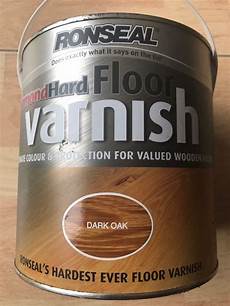 RONSEAL
Does exactly what it says on the tin
mondHard Floor
Varnish
COLOUR & PROTECTION FOR VALUED WOODEN
DARK OAK
RONSEAL'S HARDEST EVER FLOOR VARNISH